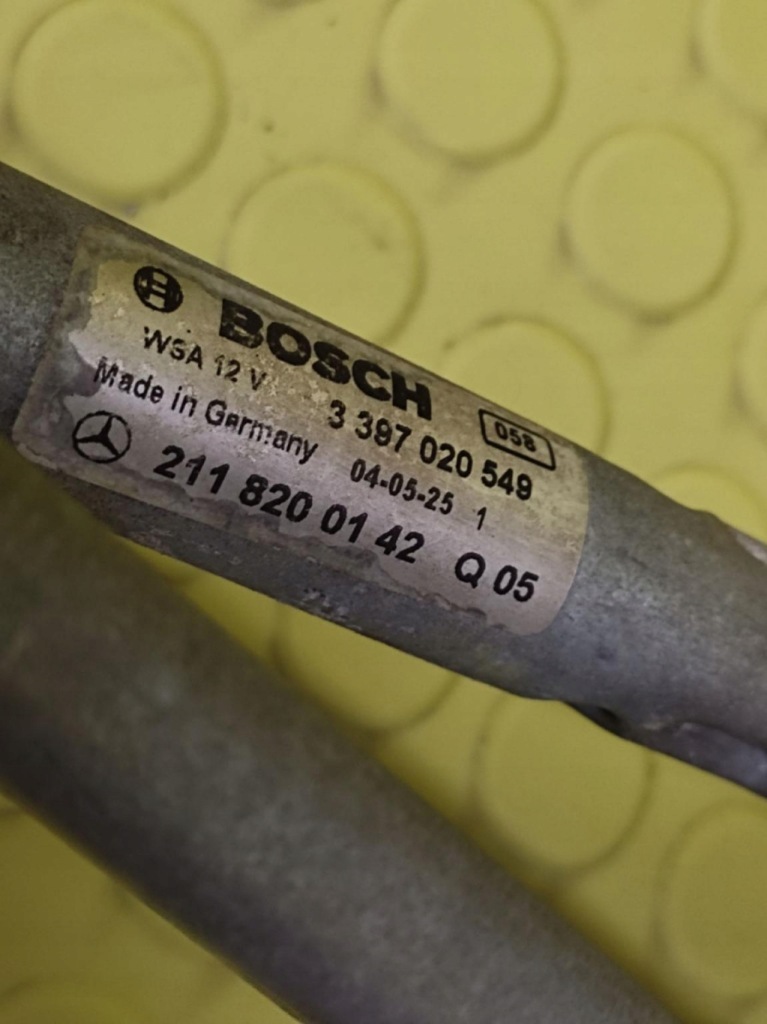 BOSCH
WSA 12 V 3 397 020 549 058
Made in Germany 04-05-25 1
211 820 01 42 Q 05